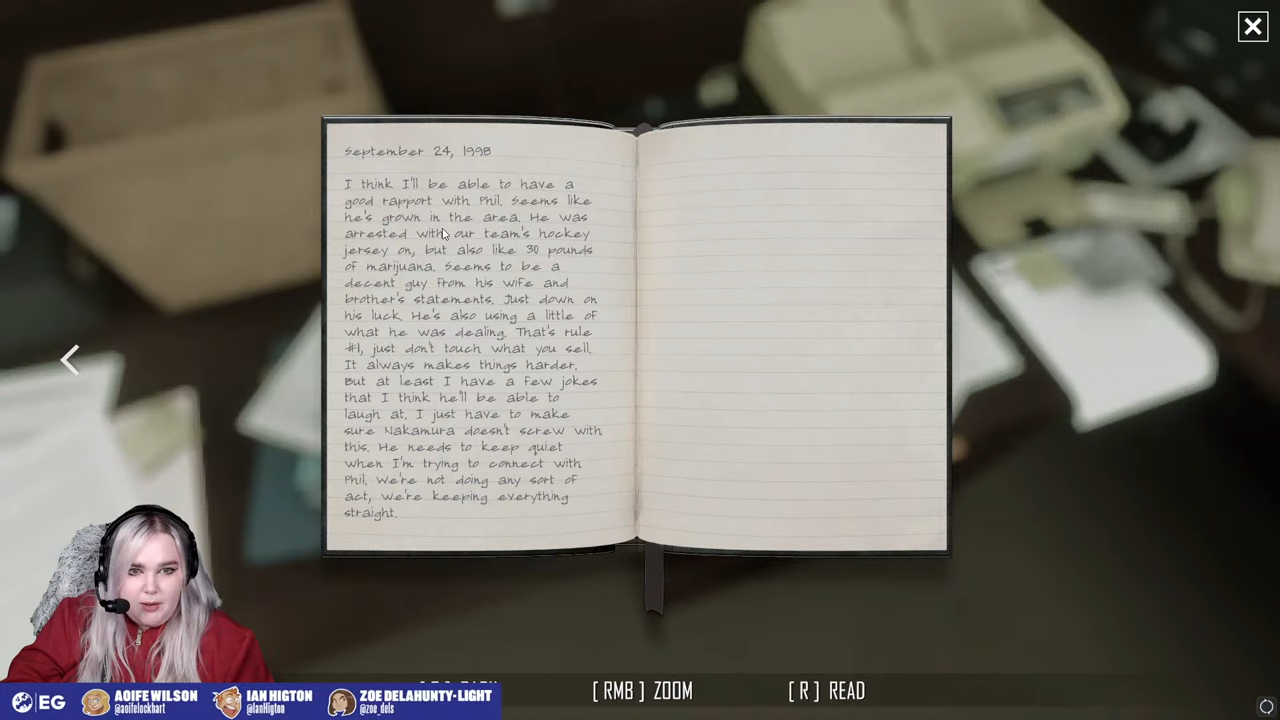 September 24, 1998
I think I'll be able to have a
good rapport with Phil. Seems like
he's grown in the area. He was
arrested with our team's hockey
jersey on, but also like 30 pounds
of marijuana. Seems to be a
decent guy from his wife and
brother's statements. Just down on
his luck. He's also using a little of
what he was dealing. That's rule
#1, just don't touch what you sell.
It always makes things harder.
But at least I have a few jokes
that I think he'll be able to
laugh at. I just have to make
sure Nakamura doesn't screw with
this. He needs to keep quiet
when I'm trying to connect with
Phil. We're not doing any sort of
act, we're keeping everything
straight.
[ RMB ] ZOOM
[ R ] READ
EG
AOIFE WILSON
@aoifelockhart
IAN HIGTON
@IanHigton
ZOE DELAHUNTY-LIGHT
@zoe_dels